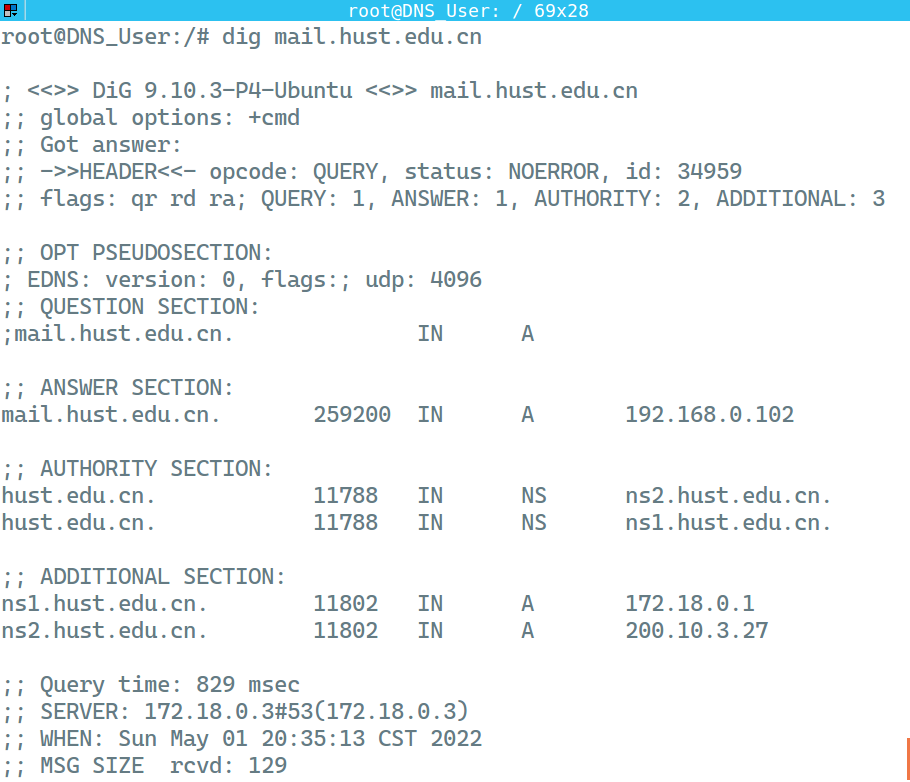 root@DNS_User: / 69x28
root@DNS_User:/# dig mail.hust.edu.cn
; <<>> DiG 9.10.3-P4-Ubuntu <<>> mail.hust.edu.cn
;; global options: +cmd
;; Got answer:
;; ->>HEADER<<- opcode: QUERY, status: NOERROR, id: 34959
;; flags: qr rd ra; QUERY: 1, ANSWER: 1, AUTHORITY: 2, ADDITIONAL: 3
;; OPT PSEUDOSECTION:
; EDNS: version: 0, flags:; udp: 4096
;; QUESTION SECTION:
;mail.hust.edu.cn. IN A
;; ANSWER SECTION:
mail.hust.edu.cn. 259200 IN A 192.168.0.102
;; AUTHORITY SECTION:
hust.edu.cn. 11788 IN NS ns2.hust.edu.cn.
hust.edu.cn. 11788 IN NS ns1.hust.edu.cn.
;; ADDITIONAL SECTION:
ns1.hust.edu.cn. 11802 IN A 172.18.0.1
ns2.hust.edu.cn. 11802 IN A 200.10.3.27
;; Query time: 829 msec
;; SERVER: 172.18.0.3#53(172.18.0.3)
;; WHEN: Sun May 01 20:35:13 CST 2022
;; MSG SIZE rcvd: 129